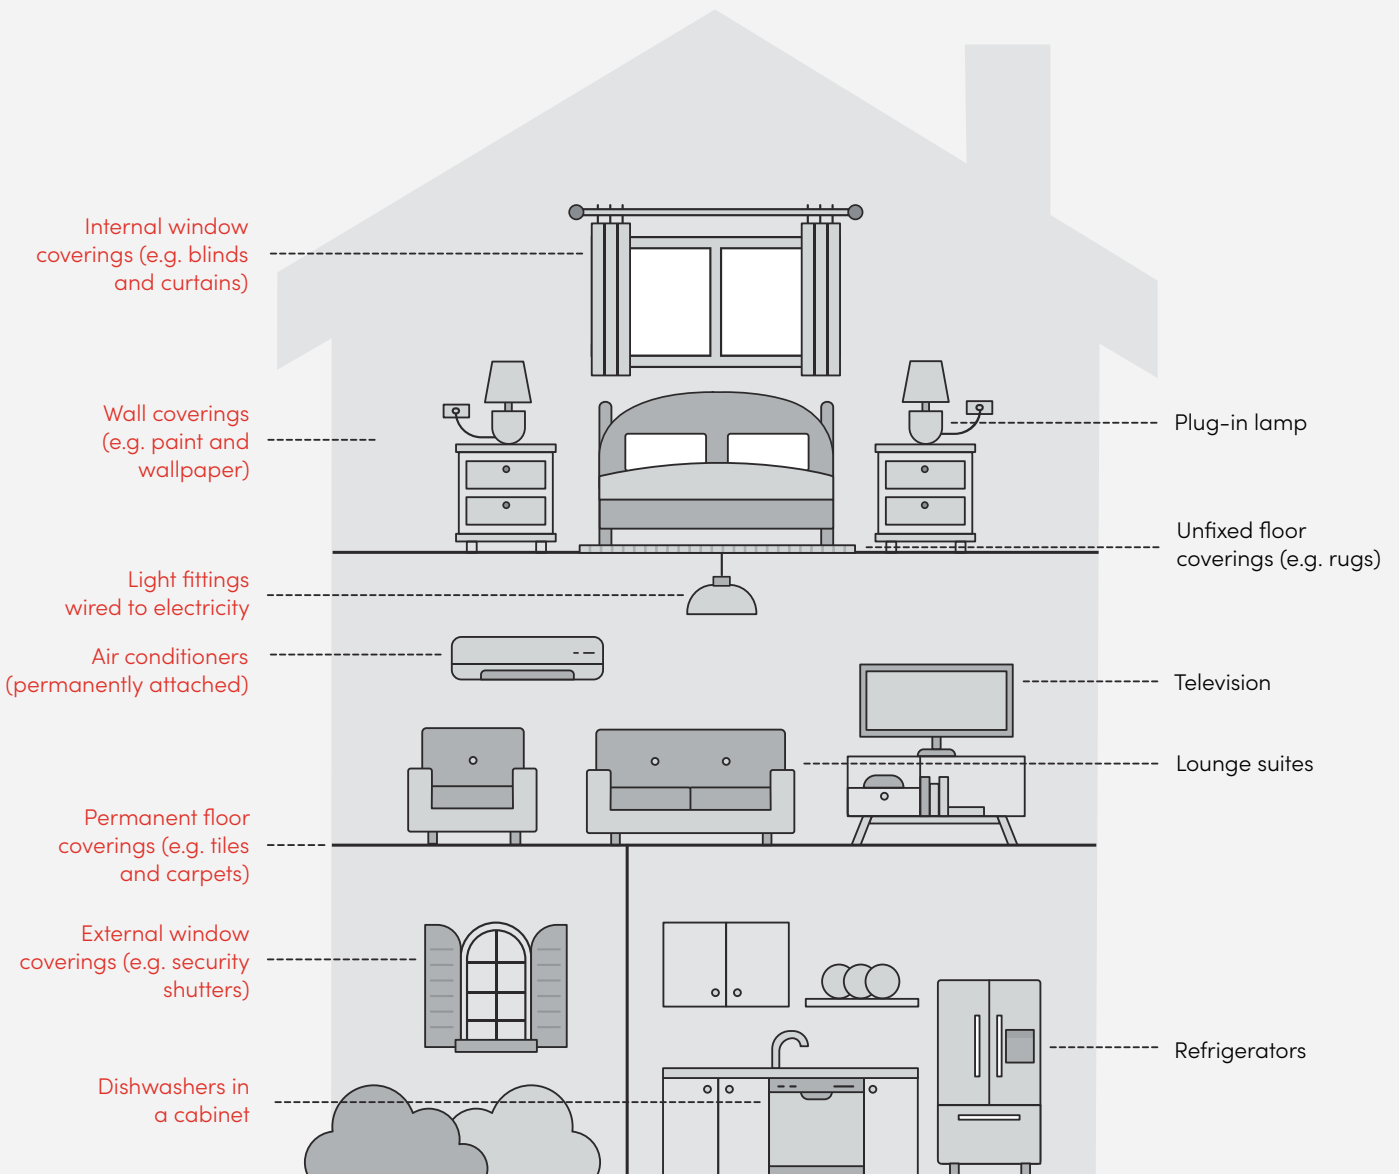 Internal window
coverings (e.g. blinds
and curtains)
Wall coverings
(e.g. paint and
wallpaper)
Light fittings
wired to electricity
Air conditioners
(permanently attached)
Permanent floor
coverings (e.g. tiles
and carpets)
External window
coverings (e.g. security
shutters)
Dishwashers in
a cabinet
Plug-in lamp
Unfixed floor
coverings (e.g. rugs)
Television
Lounge suites
Refrigerators